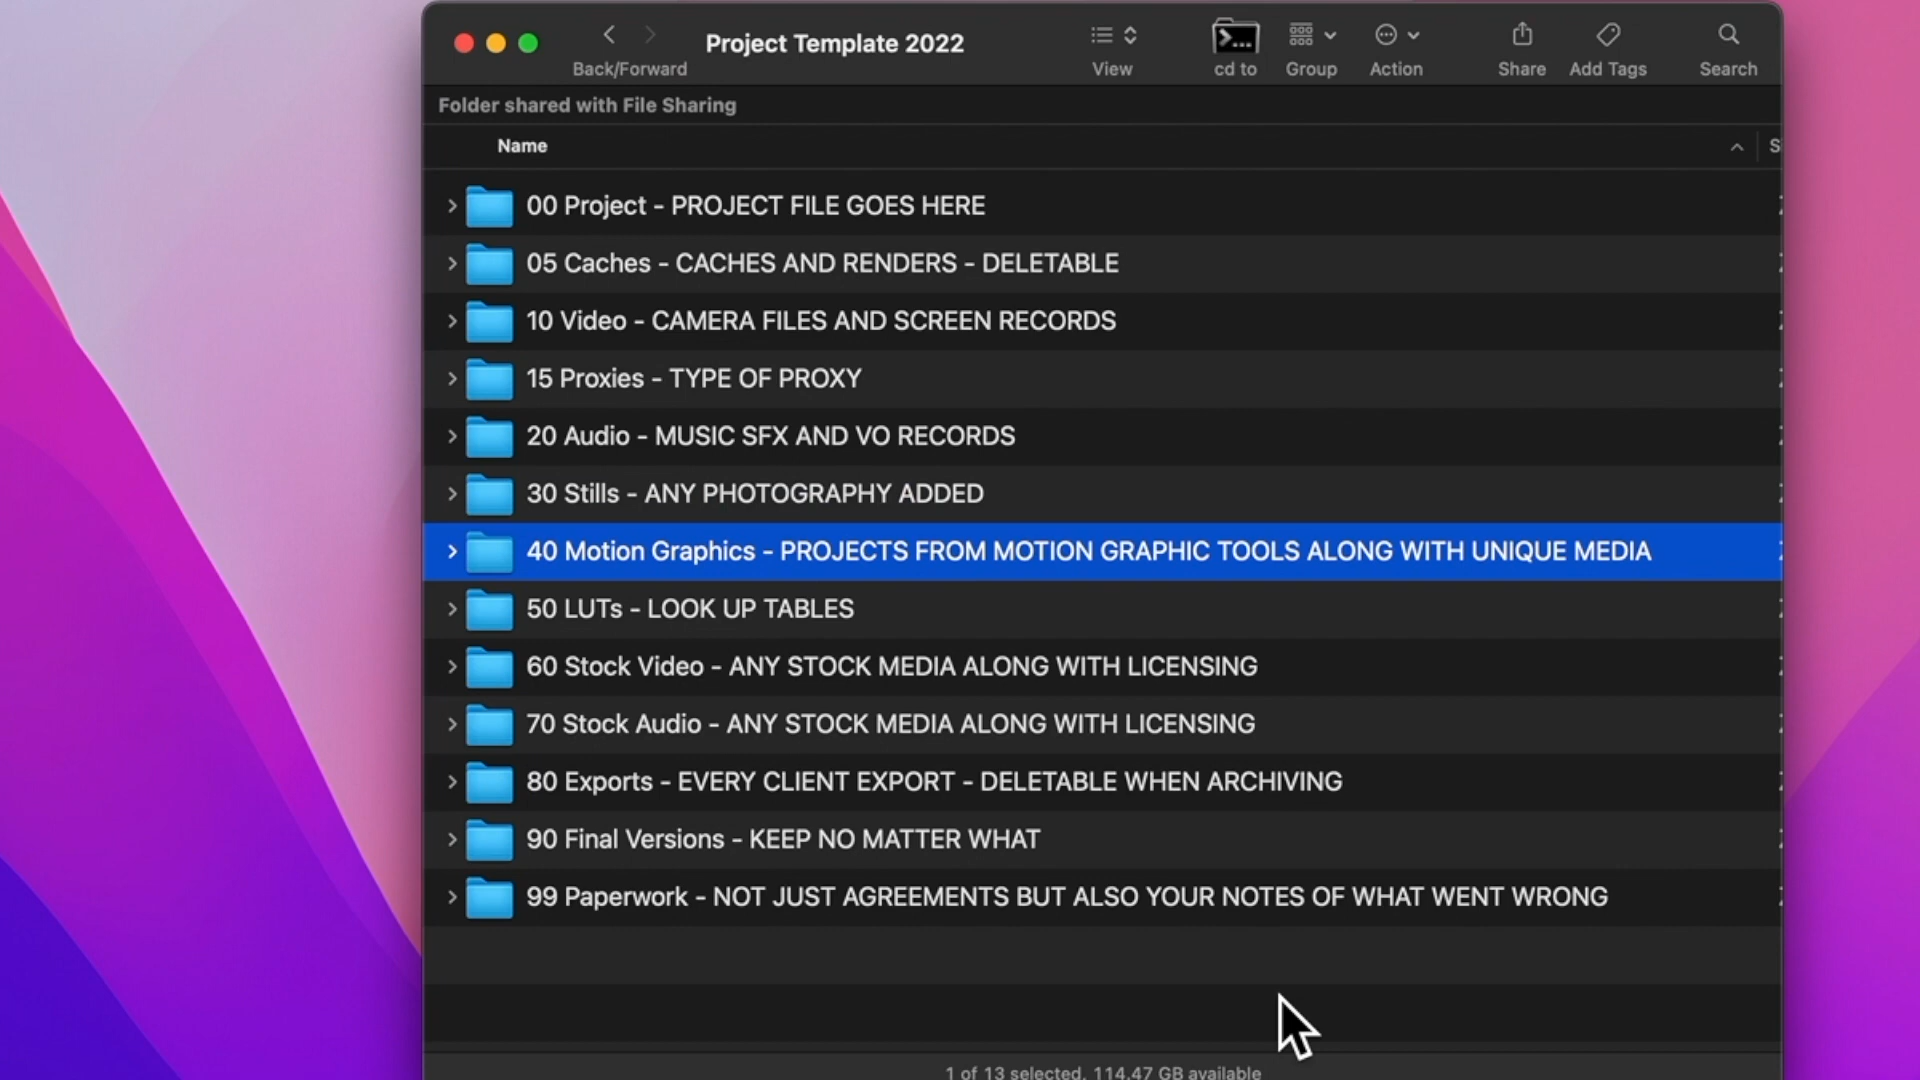 Project Template 2022
Back/Forward
View
cd to
Group
Action
Share
Add Tags
Search
Folder shared with File Sharing
Name
S
00 Project - PROJECT FILE GOES HERE
05 Caches - CACHES AND RENDERS - DELETABLE
10 Video - CAMERA FILES AND SCREEN RECORDS
15 Proxies - TYPE OF PROXY
20 Audio - MUSIC SFX AND VO RECORDS
30 Stills - ANY PHOTOGRAPHY ADDED
40 Motion Graphics - PROJECTS FROM MOTION GRAPHIC TOOLS ALONG WITH UNIQUE MEDIA
50 LUTs - LOOK UP TABLES
60 Stock Video - ANY STOCK MEDIA ALONG WITH LICENSING
70 Stock Audio - ANY STOCK MEDIA ALONG WITH LICENSING
80 Exports - EVERY CLIENT EXPORT - DELETABLE WHEN ARCHIVING
90 Final Versions - KEEP NO MATTER WHAT
99 Paperwork - NOT JUST AGREEMENTS BUT ALSO YOUR NOTES OF WHAT WENT WRONG
1 of 13 selected, 114.47 GB available